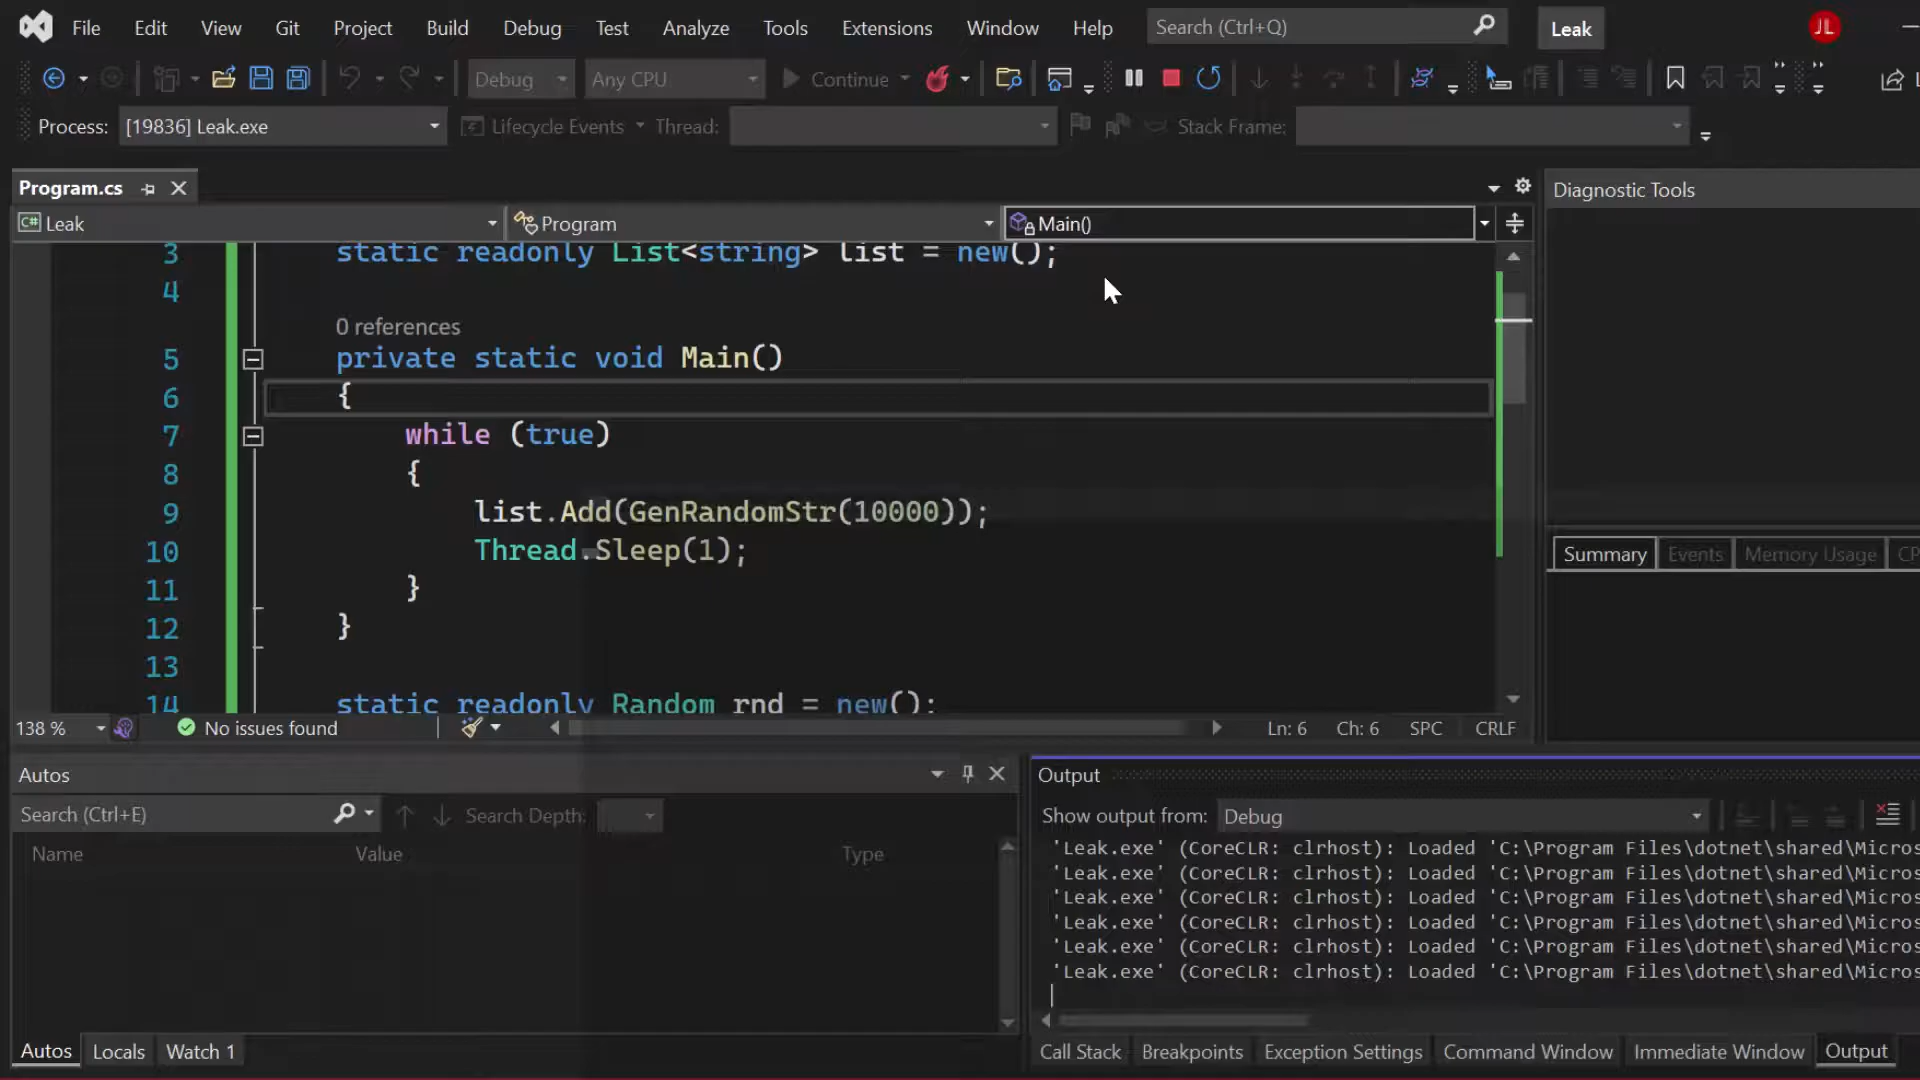 File Edit View Git Project Build Debug Test Analyze Tools Extensions Window Help Search (Ctrl+Q) Leak JL
Debug Any CPU Continue
Process: [19836] Leak.exe Lifecycle Events Thread: Stack Frame:
Program.cs
Diagnostic Tools
C# Leak Program Main()
3 static readonly List<string> list = new();
4
0 references
5 private static void Main()
6 {
7 while (true)
8 {
9 list.Add(GenRandomStr(10000));
10 Thread.Sleep(1);
11 }
12 }
13
14 static readonly Random rnd = new();
Summary Events Memory Usage CP
138 % No issues found Ln: 6 Ch: 6 SPC CRLF
Autos
Search (Ctrl+E) Search Depth:
Name Value Type
Autos Locals Watch 1
Output
Show output from: Debug
'Leak.exe' (CoreCLR: clrhost): Loaded 'C:\Program Files\dotnet\shared\Micros
'Leak.exe' (CoreCLR: clrhost): Loaded 'C:\Program Files\dotnet\shared\Micros
'Leak.exe' (CoreCLR: clrhost): Loaded 'C:\Program Files\dotnet\shared\Micros
'Leak.exe' (CoreCLR: clrhost): Loaded 'C:\Program Files\dotnet\shared\Micros
'Leak.exe' (CoreCLR: clrhost): Loaded 'C:\Program Files\dotnet\shared\Micros
'Leak.exe' (CoreCLR: clrhost): Loaded 'C:\Program Files\dotnet\shared\Micros
Call Stack Breakpoints Exception Settings Command Window Immediate Window Output